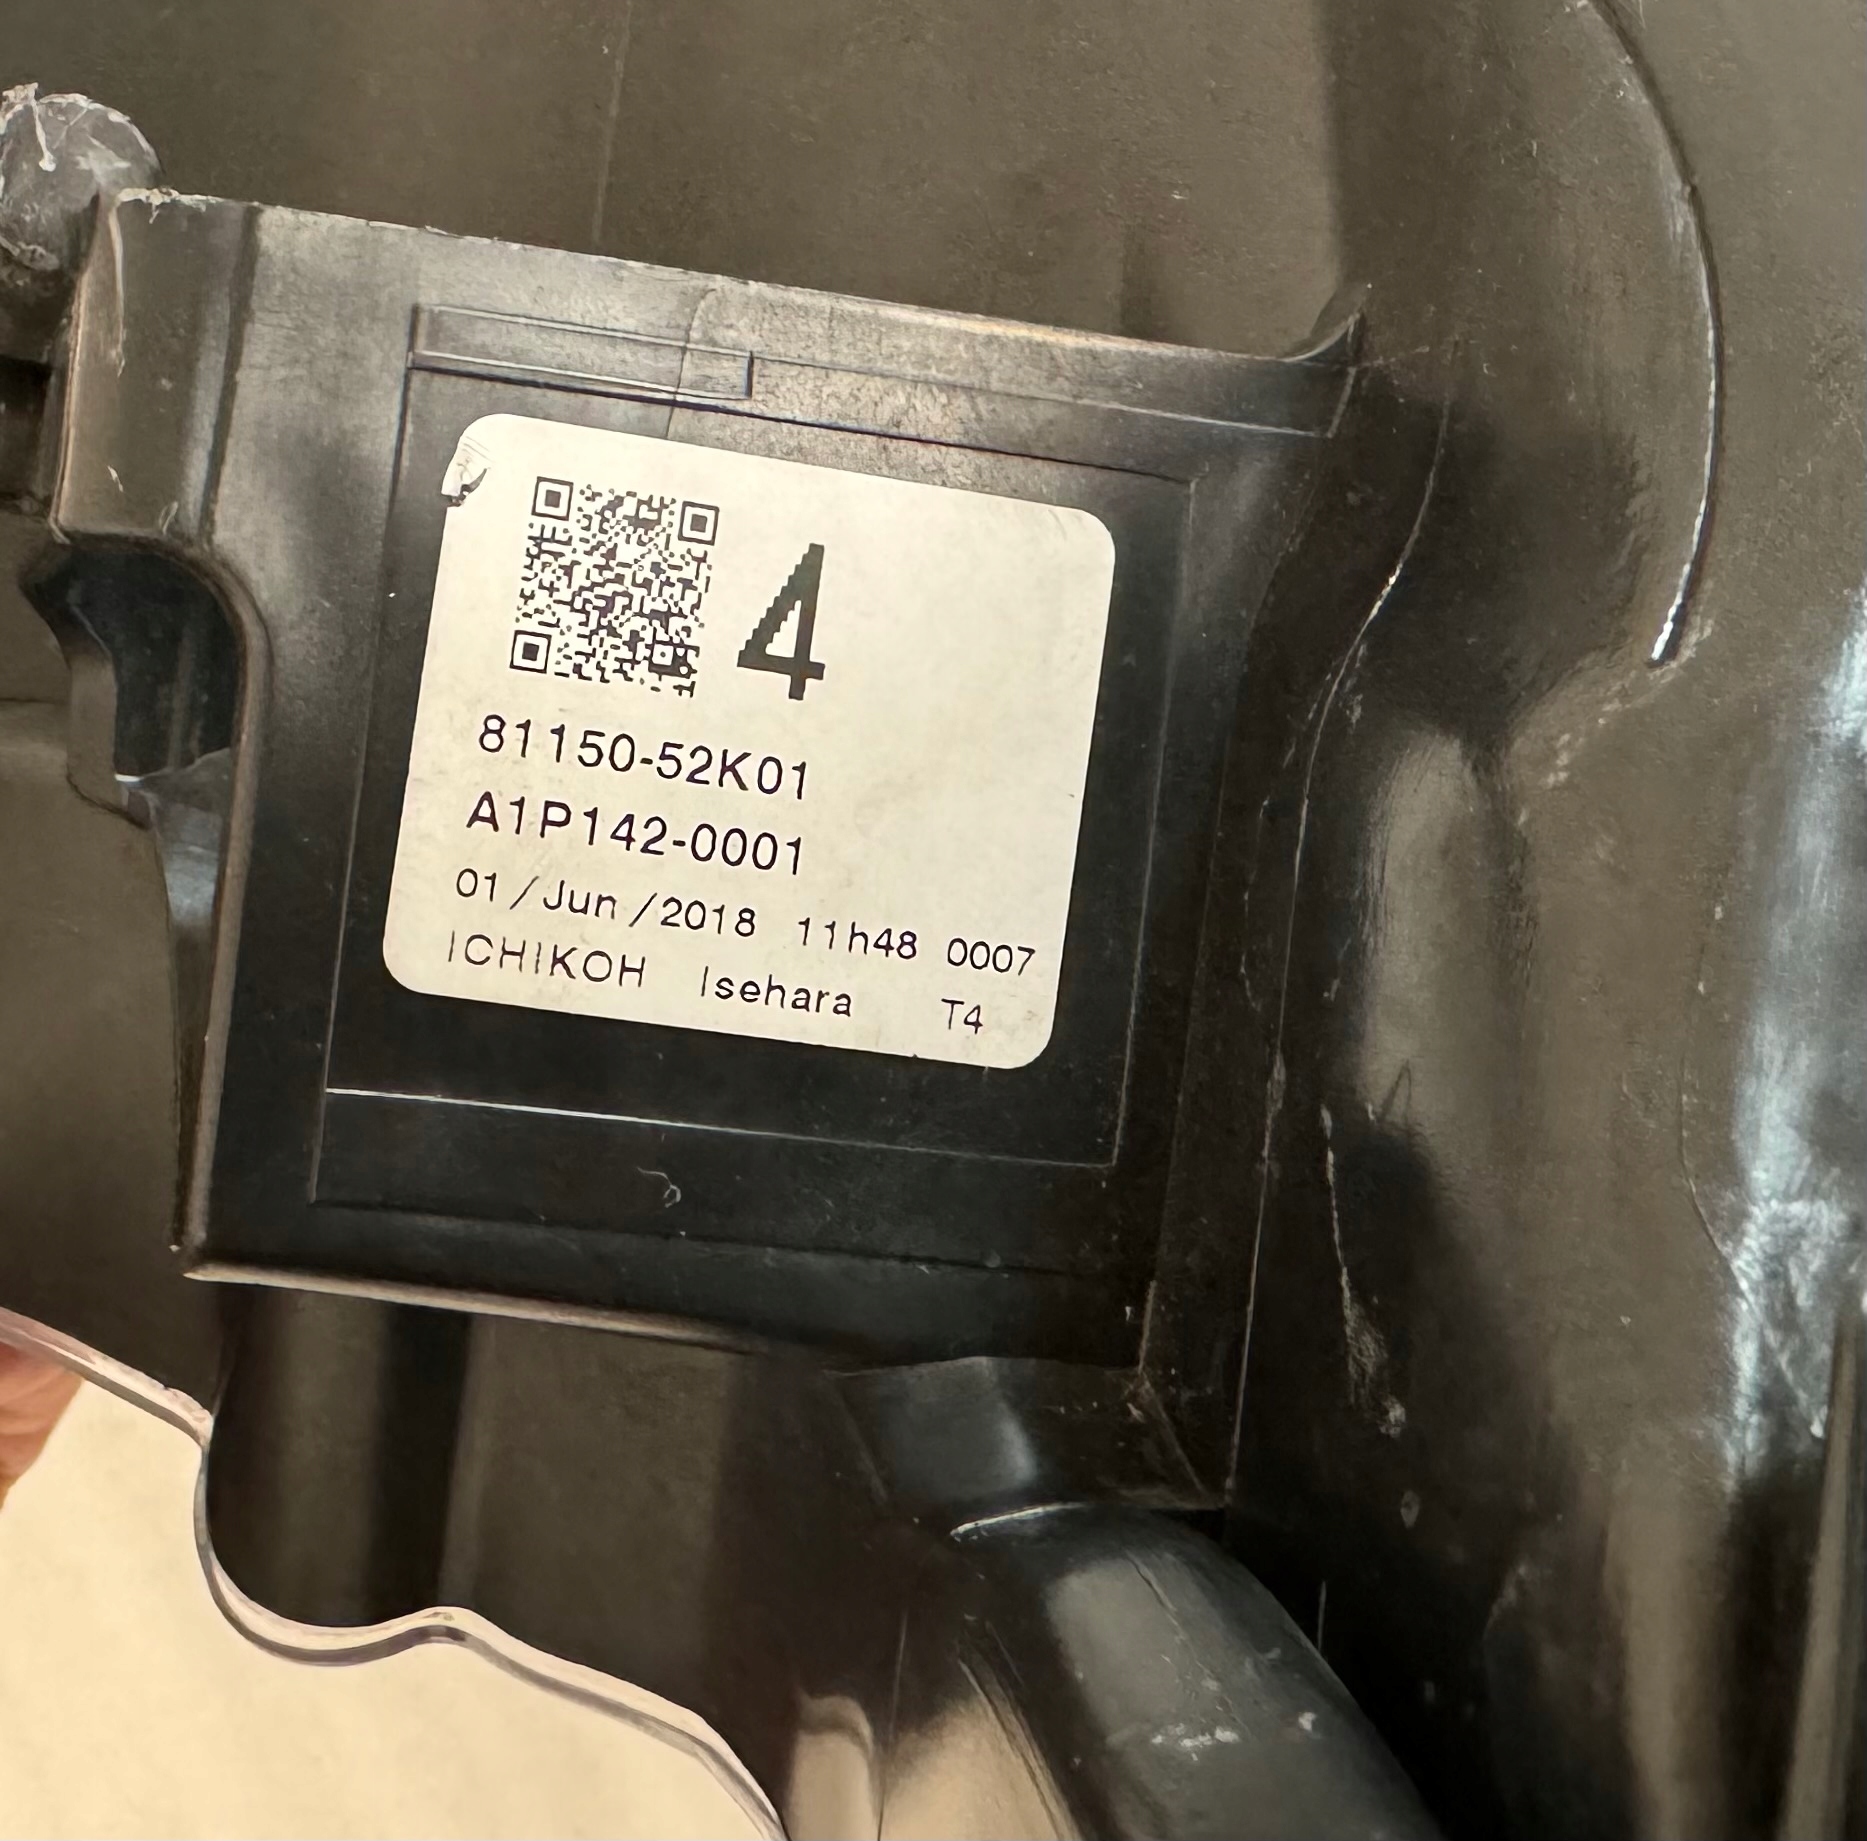 4
81150-52K01
A1P142-0001
01/Jun/2018 11h48 0007
ICHIKOH Isehara T4